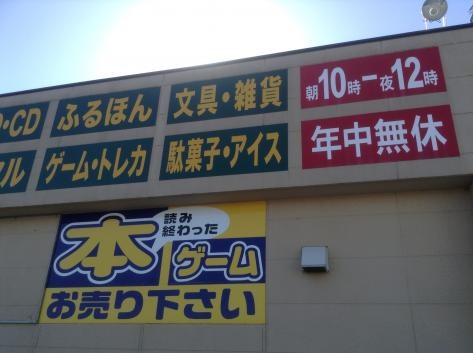 ・CD
ふるほん
文具・雑貨
朝10時ー夜12時
ル
ゲーム・トレカ
駄菓子・アイス
年中無休
読み
終わった
本
ゲーム
お売り下さい